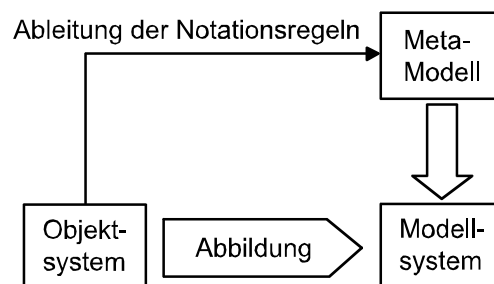 Ableitung der Notationsregeln
Meta-
Modell
Objekt-
system
Abbildung
Modell-
system